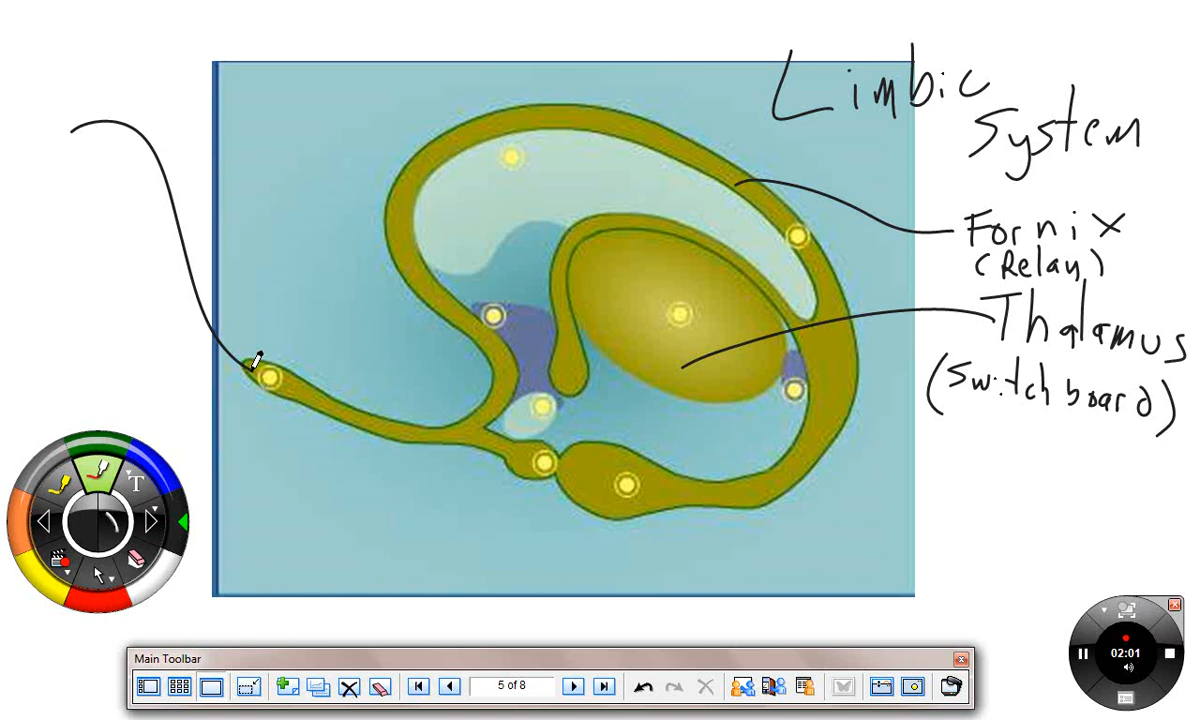 Limbic
System
Fornix
(Relay)
Thalamus
(Switchboard)
T
02:01
Main Toolbar
5 of 8